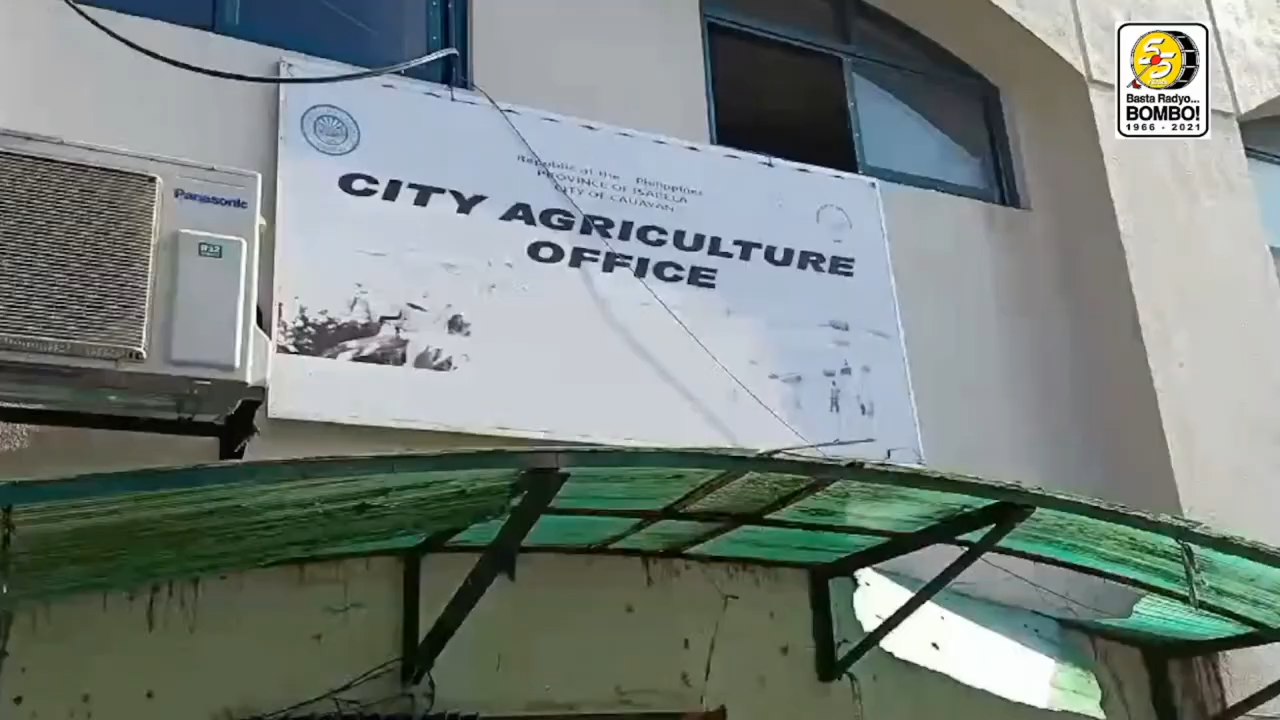 55
Basta Radyo...
BOMBO!
1966 - 2021
Republic of the Philippines
PROVINCE OF ISABELA
CITY OF CAUAYAN
CITY AGRICULTURE
OFFICE
Panasonic